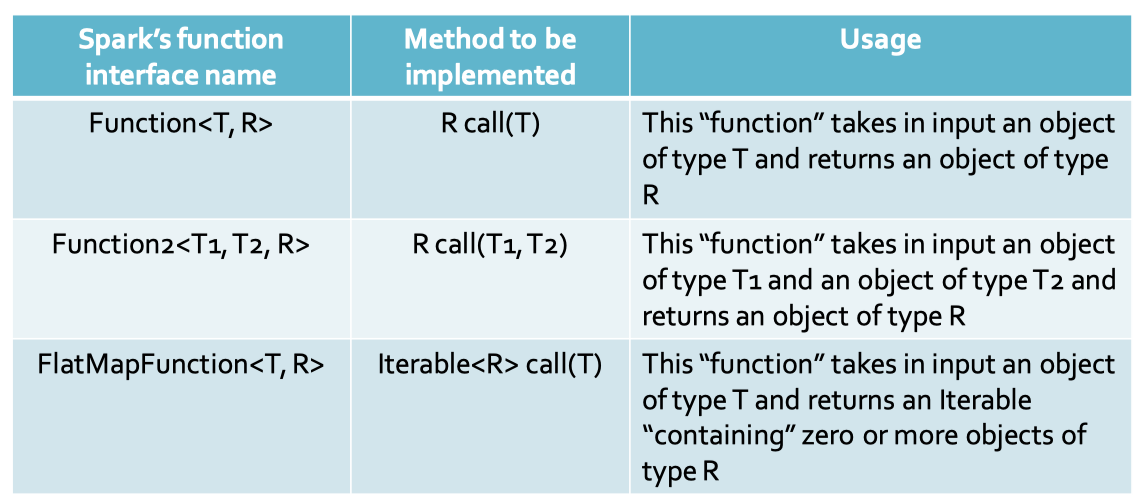 Spark's function
interface name
Method to be
implemented
Usage
Function<T, R>
R call(T)
This “function” takes in input an object
of type T and returns an object of type
R
Function2<T1, T2, R>
R call(T1, T2)
This “function” takes in input an object
of type T1 and an object of type T2 and
returns an object of type R
FlatMapFunction<T, R>
Iterable<R> call(T)
This “function” takes in input an object
of type T and returns an Iterable
“containing” zero or more objects of
type R